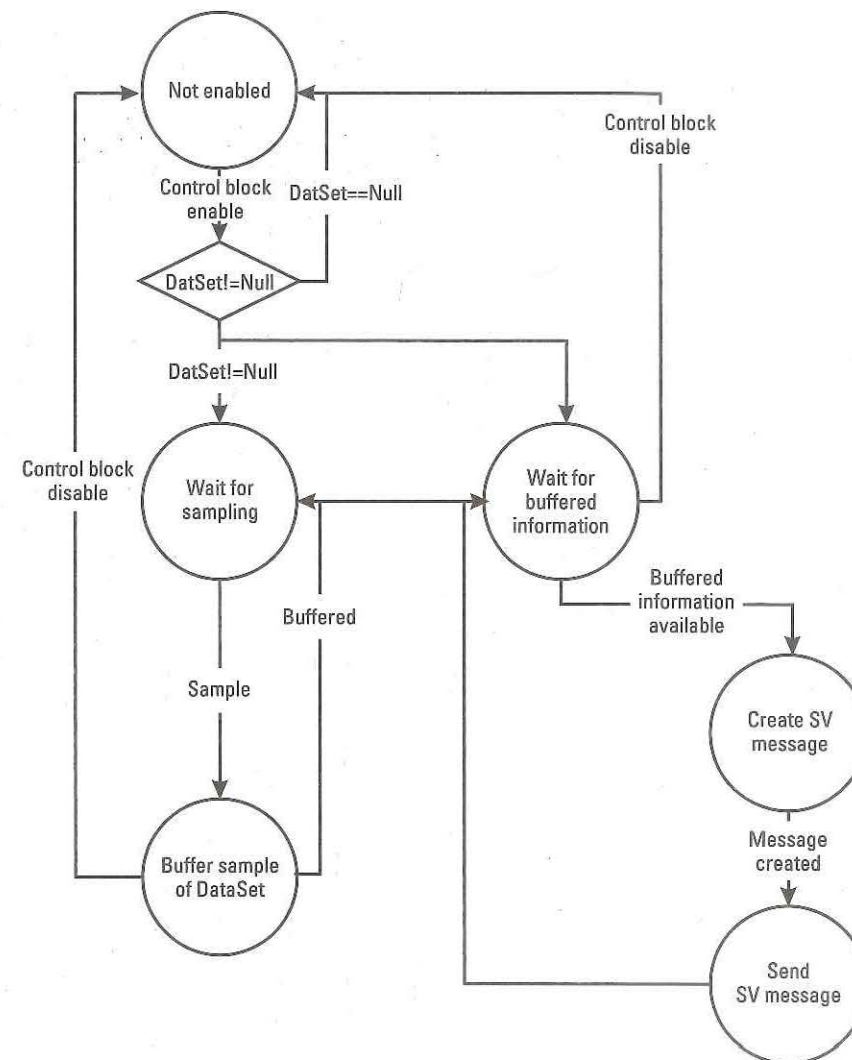 Not enabled
Control block
disable
Control block
enable
DatSet==Null
DatSet!=Null
DatSet!=Null
Control block
disable
Wait for
sampling
Wait for
buffered
information
Buffered
Buffered
information
available
Sample
Create SV
message
Message
created
Buffer sample
of DataSet
Send
SV message